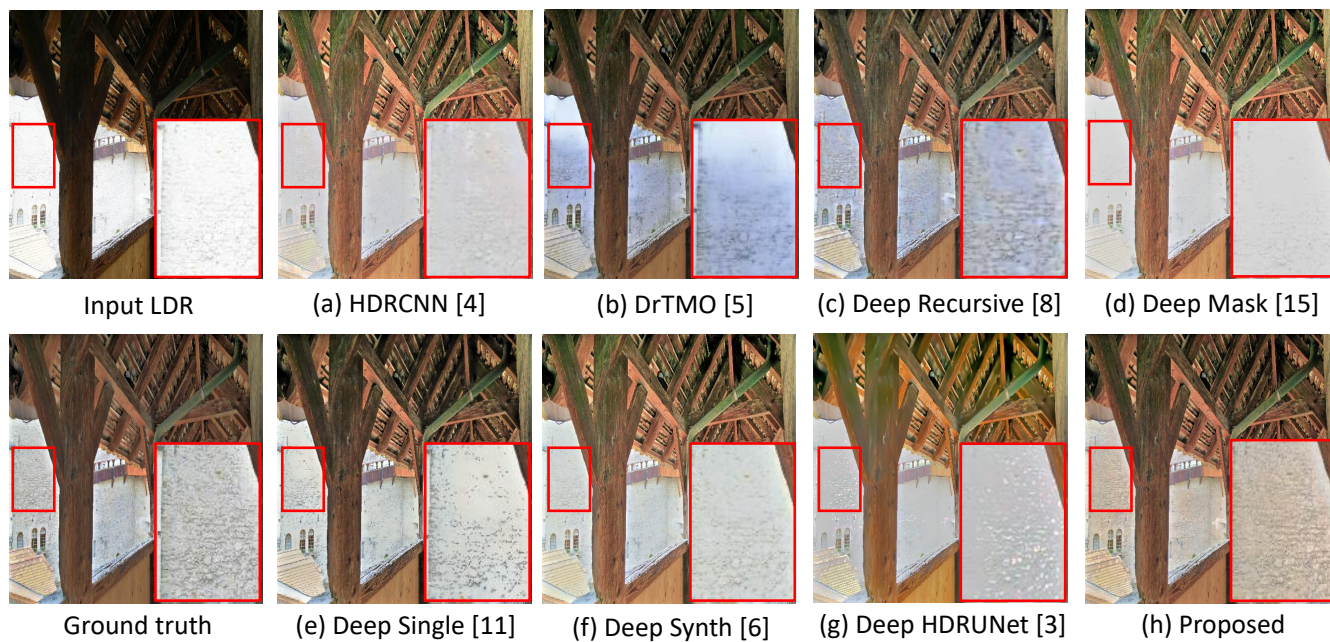 Input LDR
(a) HDRCNN [4]
(b) DrTMO [5]
(c) Deep Recursive [8]
(d) Deep Mask [15]
Ground truth
(e) Deep Single [11]
(f) Deep Synth [6]
(g) Deep HDRUNet [3]
(h) Proposed